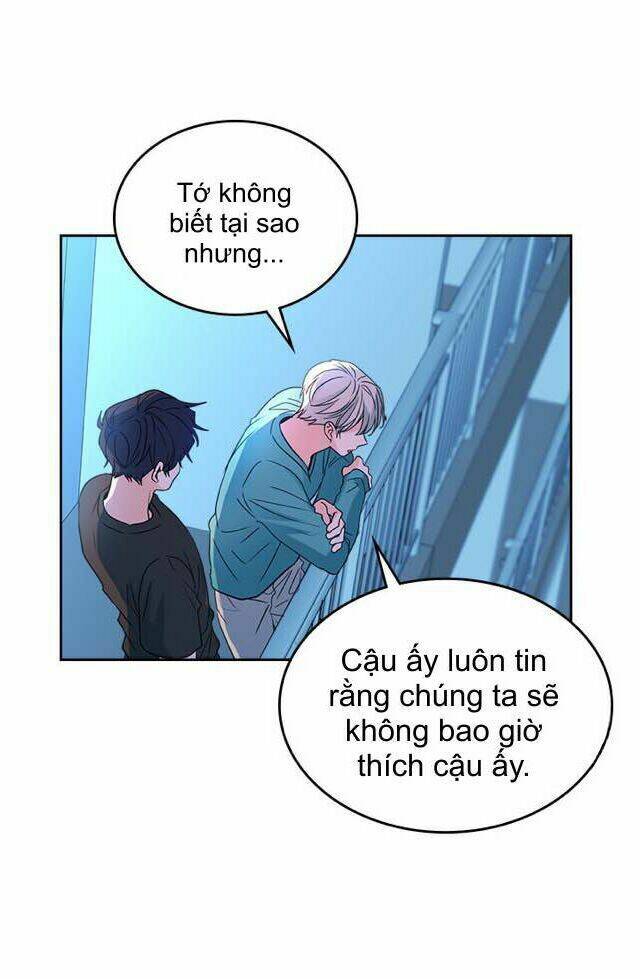 Tớ không
biết tại sao
nhưng...
Cậu ấy luôn tin
rằng chúng ta sẽ
không bao giờ
thích cậu ấy.